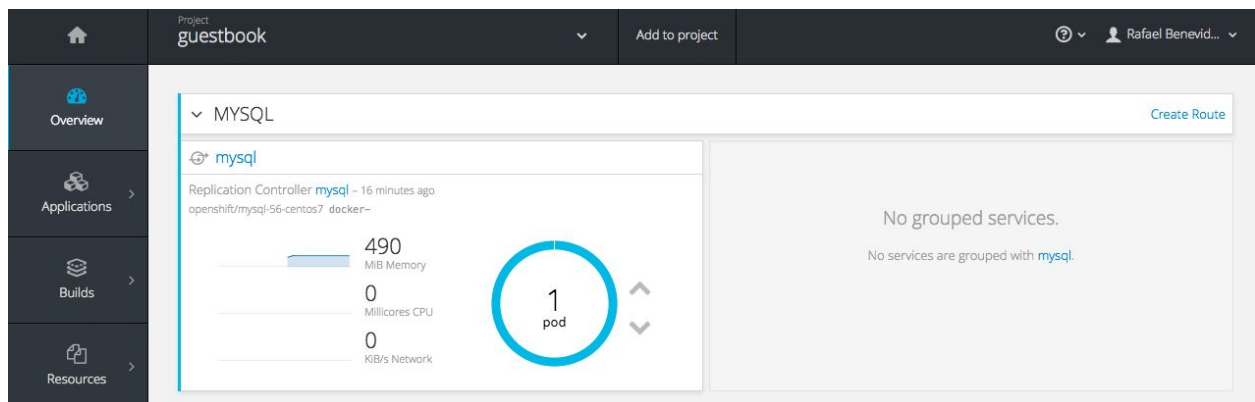 Project
guestbook
Add to project
Rafael Benevid...
Overview
MYSQL
Create Route
mysql
Replication Controller mysql – 16 minutes ago
openshift/mysql-56-centos7 docker–
490
MiB Memory
0
Millicores CPU
0
KiB/s Network
1
pod
No grouped services.
No services are grouped with mysql.
Applications
Builds
Resources